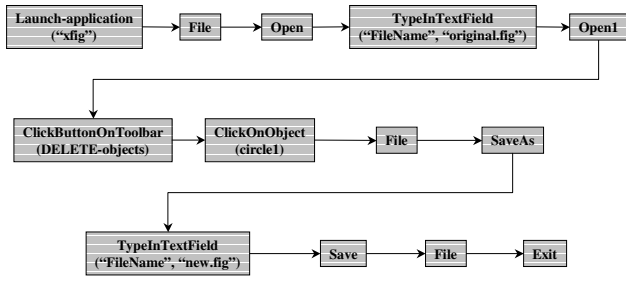 Launch-application
(“xfig”)
File
Open
TypeInTextField
(“FileName”, “original.fig”)
Open1
ClickButtonOnToolbar
(DELETE-objects)
ClickOnObject
(circle1)
File
SaveAs
TypeInTextField
(“FileName”, “new.fig”)
Save
File
Exit